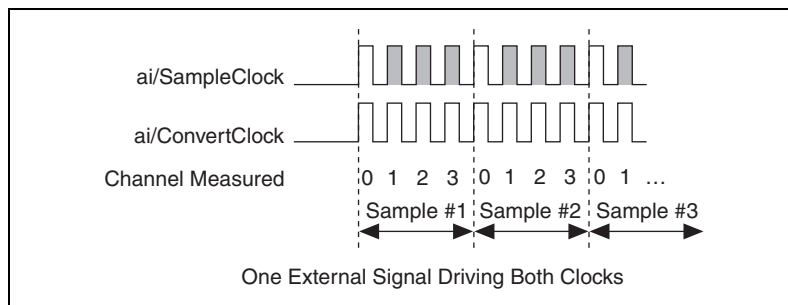 ai/SampleClock
ai/ConvertClock
Channel Measured 0 1 2 3 0 1 2 3 0 1 ...
Sample #1 Sample #2 Sample #3
One External Signal Driving Both Clocks